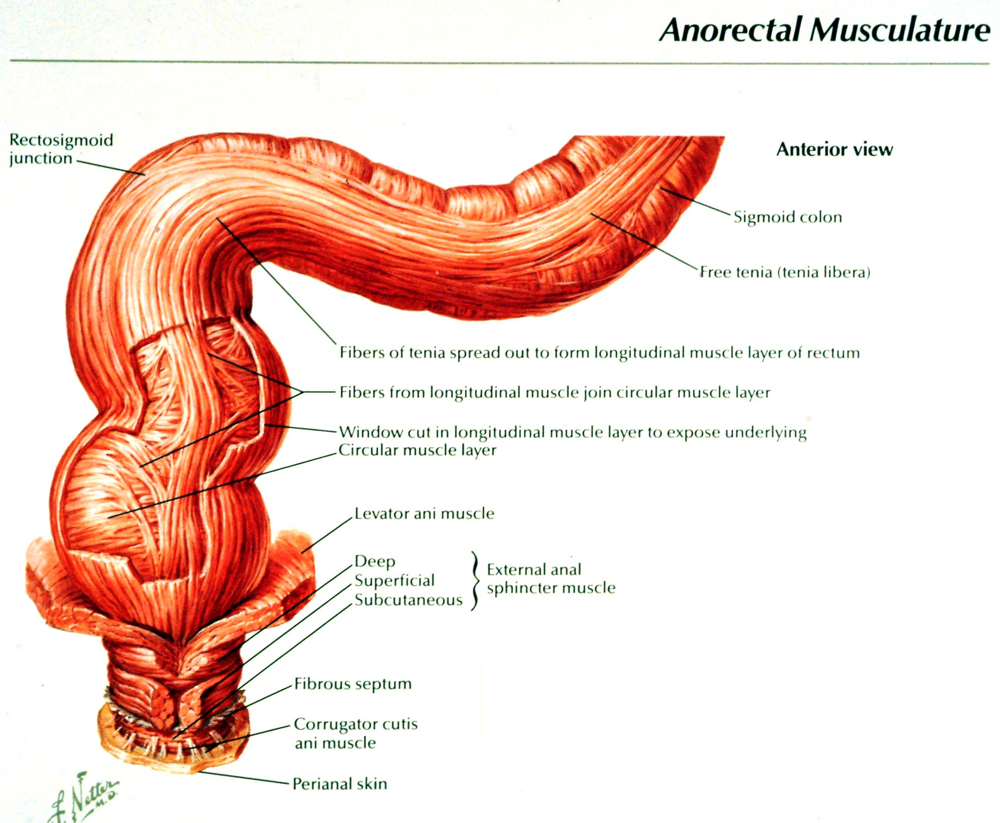 Anorectal Musculature
Rectosigmoid
junction
Anterior view
Sigmoid colon
Free tenia (tenia libera)
Fibers of tenia spread out to form longitudinal muscle layer of rectum
Fibers from longitudinal muscle join circular muscle layer
Window cut in longitudinal muscle layer to expose underlying
Circular muscle layer
Levator ani muscle
Deep
Superficial
Subcutaneous
External anal
sphincter muscle
Fibrous septum
Corrugator cutis
ani muscle
Perianal skin
F. Netter
M.D.